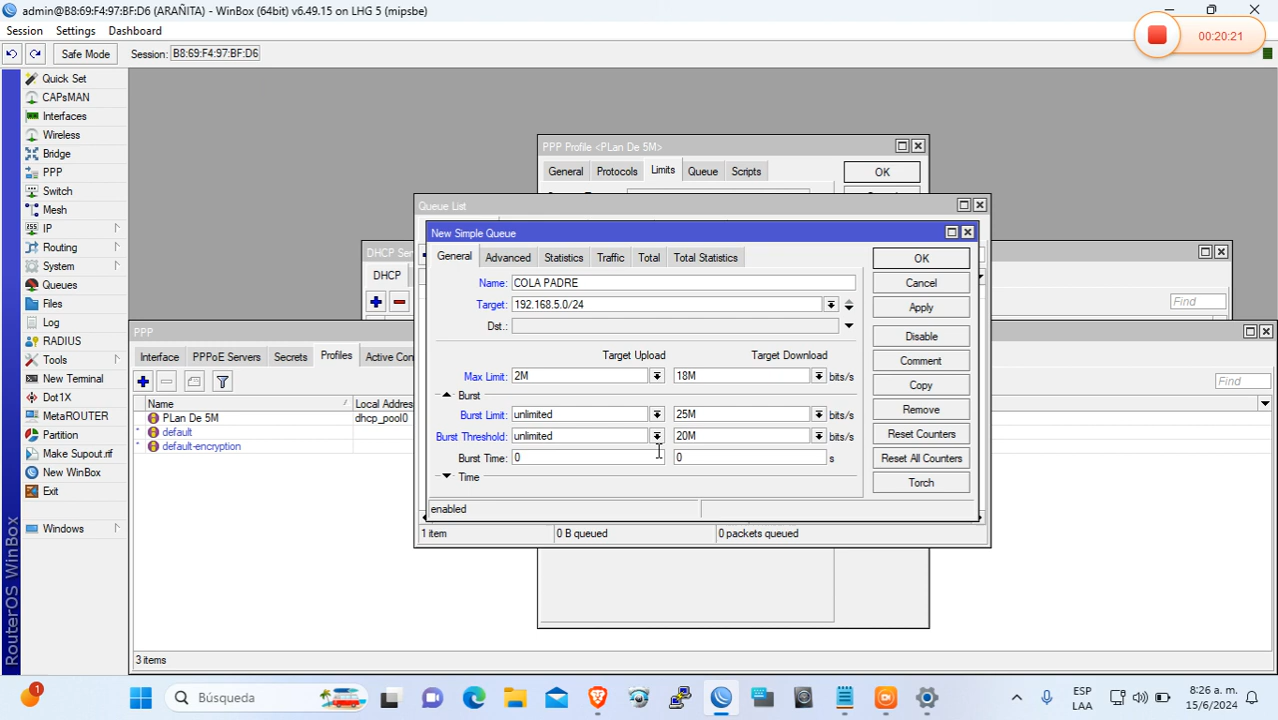 admin@B8:69:F4:97:BF:D6 (ARAÑITA) - WinBox (64bit) v6.49.15 on LHG 5 (mipsbe)
Session Settings Dashboard
00:20:21
Safe Mode Session: B8:69:F4:97:BF:D6
Quick Set
CAPsMAN
Interfaces
Wireless
Bridge
PPP
Switch
Mesh
IP
Routing
System
Queues
Files
Log
RADIUS
Tools
New Terminal
Dot1X
MetaROUTER
Partition
Make Supout.rif
New WinBox
Exit
Windows
RouterOS WinBox
PPP Profile <PLan De 5M>
General Protocols Limits Queue Scripts OK
Queue List
New Simple Queue
General Advanced Statistics Traffic Total Total Statistics
Name: COLA PADRE
Target: 192.168.5.0/24
Dst.:
Target Upload Target Download
Max Limit: 2M 18M bits/s
Burst
Burst Limit: unlimited 25M bits/s
Burst Threshold: unlimited 20M bits/s
Burst Time: 0 0 s
Time
enabled
OK
Cancel
Apply
Disable
Comment
Copy
Remove
Reset Counters
Reset All Counters
Torch
1 item 0 B queued 0 packets queued
DHCP Ser
DHCP
Find
PPP
Interface PPPoE Servers Secrets Profiles Active Con
Find
Name Local Address
PLan De 5M dhcp_pool0
* default
* default-encryption
3 items
1
Búsqueda
ESP
LAA
8:26 a. m.
15/6/2024